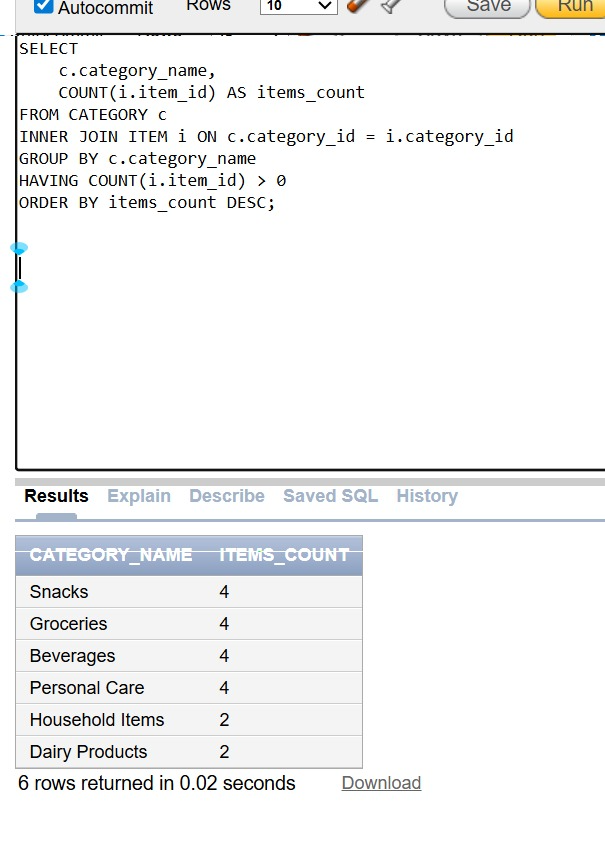 Autocommit Rows 10 Save Run
SELECT
c.category_name,
COUNT(i.item_id) AS items_count
FROM CATEGORY c
INNER JOIN ITEM i ON c.category_id = i.category_id
GROUP BY c.category_name
HAVING COUNT(i.item_id) > 0
ORDER BY items_count DESC;
Results Explain Describe Saved SQL History
CATEGORY_NAME ITEMS_COUNT
Snacks 4
Groceries 4
Beverages 4
Personal Care 4
Household Items 2
Dairy Products 2
6 rows returned in 0.02 seconds Download